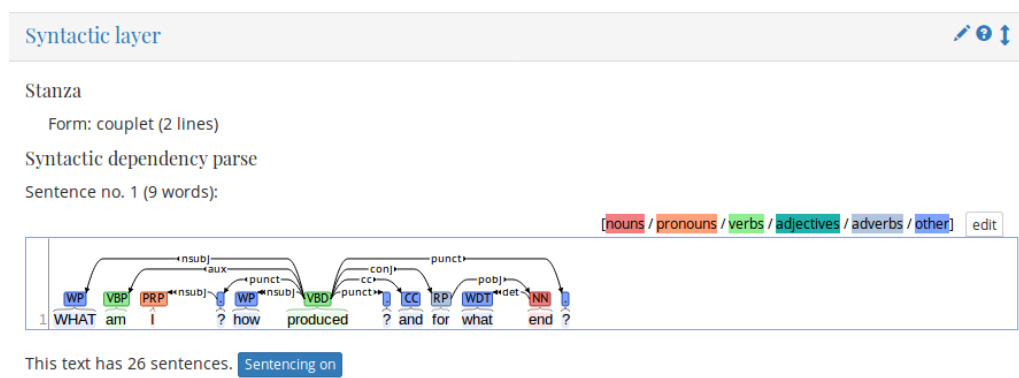 Syntactic layer
Stanza
Form: couplet (2 lines)
Syntactic dependency parse
Sentence no. 1 (9 words):
[nouns / pronouns / verbs / adjectives / adverbs / other] edit
nsubj punct
aux conj
punct cc pobj
nsubj nsubj punct det
WP VBP PRP . WP VBD . CC RP WDT NN .
1 WHAT am I ? how produced ? and for what end ?
This text has 26 sentences. Sentencing on